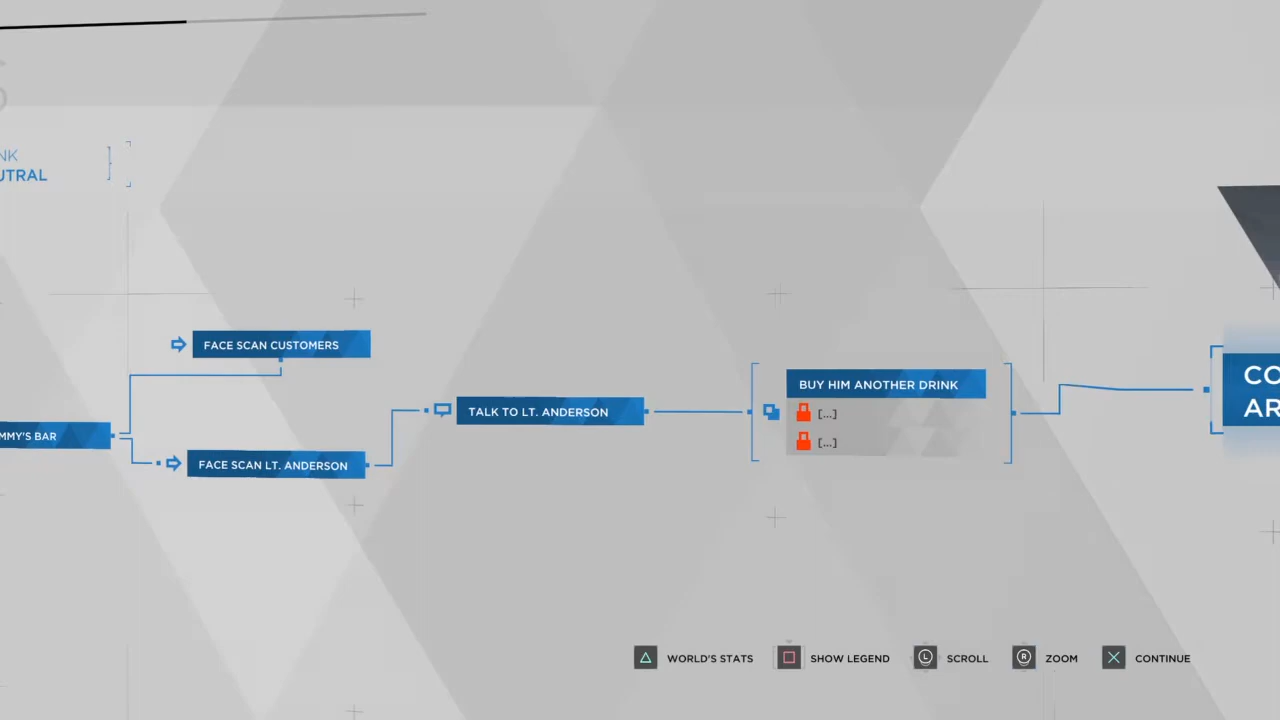 NK
UTRAL
FACE SCAN CUSTOMERS
MMY'S BAR
FACE SCAN LT. ANDERSON
TALK TO LT. ANDERSON
BUY HIM ANOTHER DRINK
[...]
[...]
CO
AR
WORLD'S STATS
SHOW LEGEND
L
SCROLL
R
ZOOM
CONTINUE